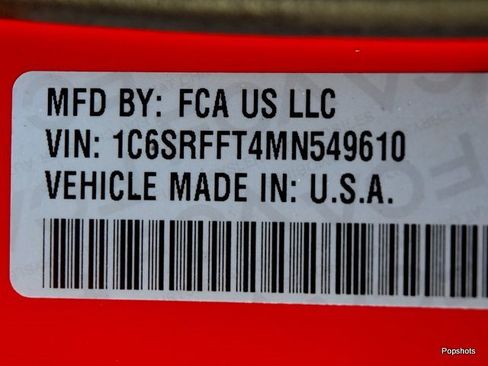 MFD BY: FCA US LLC
VIN: 1C6SRFFT4MN549610
VEHICLE MADE IN: U.S.A.
Popshots